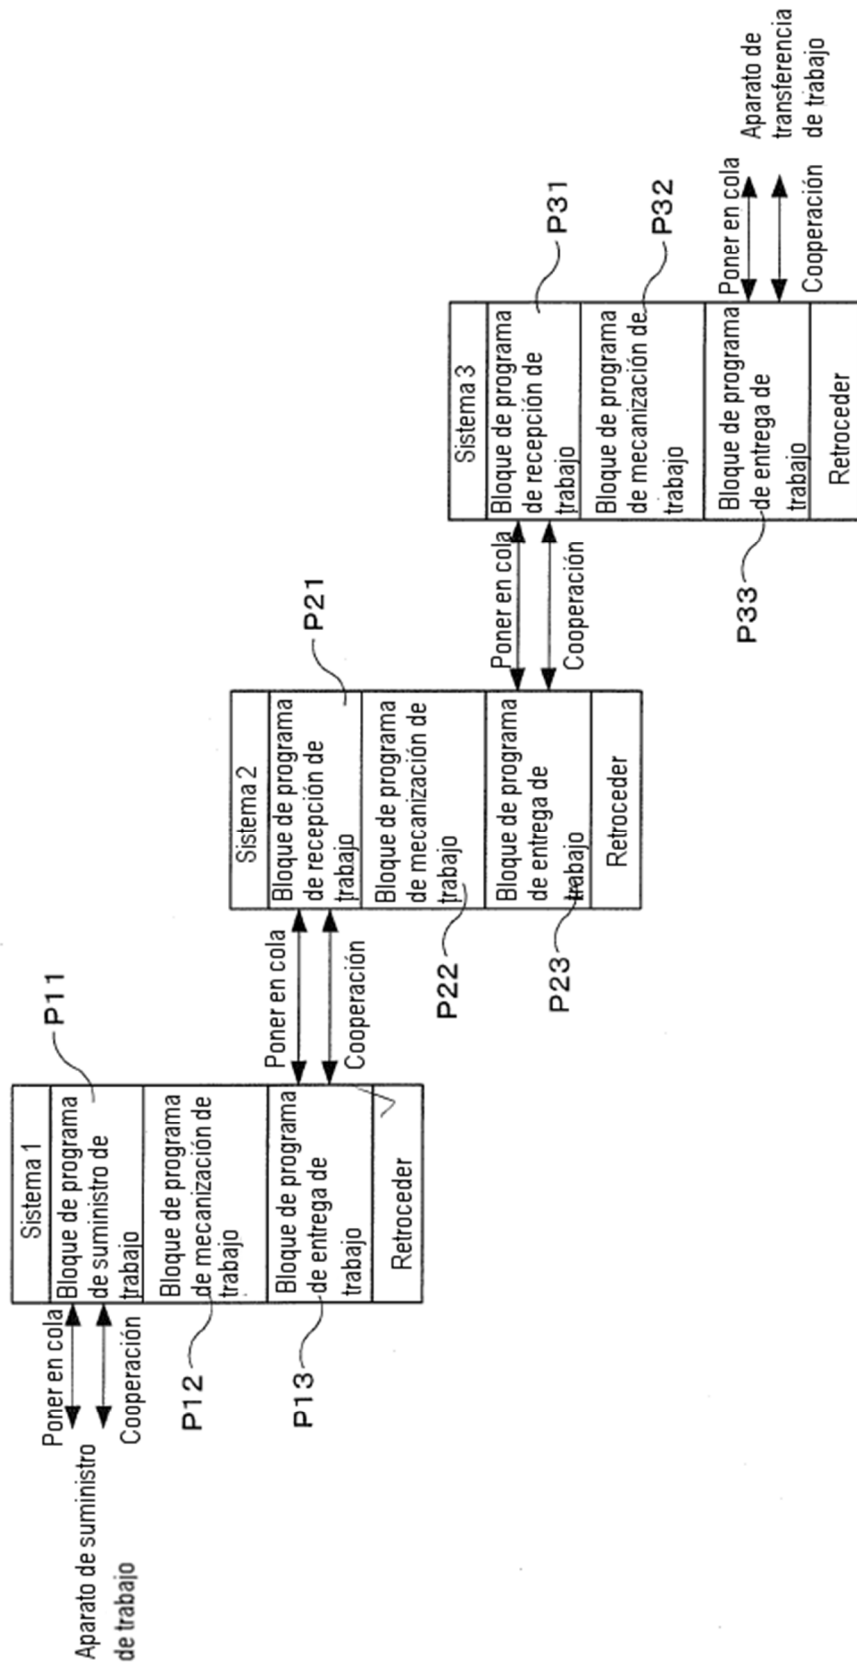 Aparato de suministro
de trabajo
Poner en cola
Cooperación
Sistema 1
Bloque de programa
de suministro de
trabajo
P11
Bloque de programa
de mecanización de
trabajo
P12
Bloque de programa
de entrega de
trabajo
P13
Retroceder
Poner en cola
Cooperación
Sistema 2
Bloque de programa
de recepción de
trabajo
P21
Bloque de programa
de mecanización de
trabajo
P22
Bloque de programa
de entrega de
trabajo
P23
Retroceder
Poner en cola
Cooperación
Sistema 3
Bloque de programa
de recepción de
trabajo
P31
Bloque de programa
de mecanización de
trabajo
P32
Bloque de programa
de entrega de
trabajo
P33
Retroceder
Poner en cola
Cooperación
Aparato de
transferencia
de trabajo